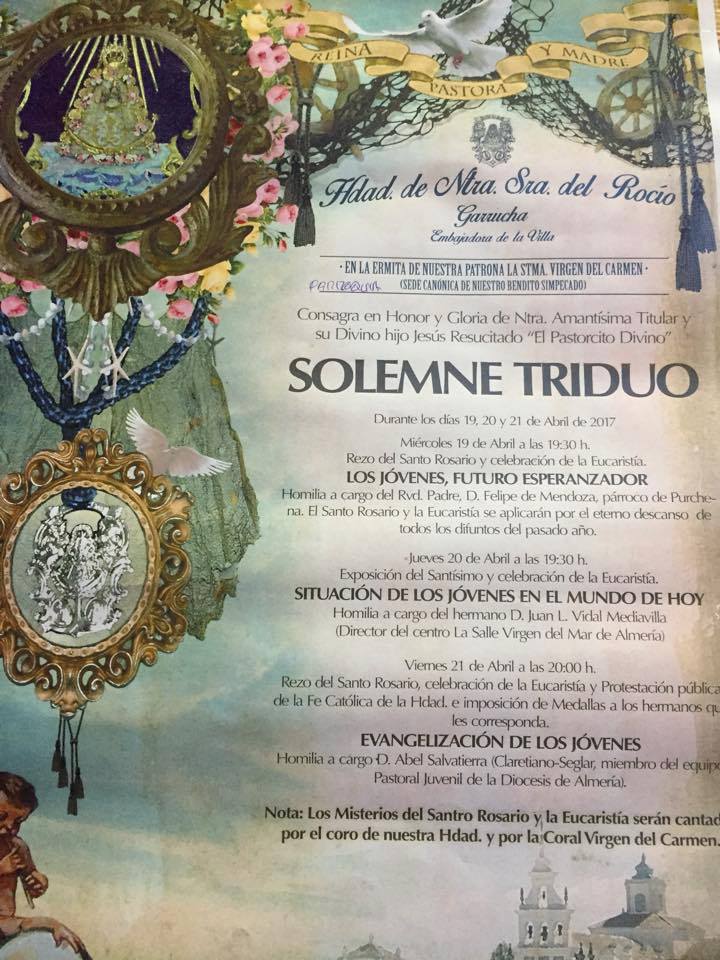 REINA
PASTORA
Y MADRE
Hdad. de Ntra. Sra. del Rocío
Garrucha
Embajadora de la Villa
· EN LA ERMITA DE NUESTRA PATRONA LA STMA. VIRGEN DEL CARMEN ·
PARROQUIA
(SEDE CANÓNICA DE NUESTRO BENDITO SIMPECADO)
Consagra en Honor y Gloria de Ntra. Amantísima Titular y
su Divino hijo Jesús Resucitado "El Pastorcito Divino"
SOLEMNE TRIDUO
Durante los días 19, 20 y 21 de Abril de 2017
Miércoles 19 de Abril a las 19:30 h.
Rezo del Santo Rosario y celebración de la Eucaristía.
LOS JÓVENES, FUTURO ESPERANZADOR
Homilia a cargo del Rvd. Padre, D. Felipe de Mendoza, párroco de Purche-
na. El Santo Rosario y la Eucaristía se aplicarán por el eterno descanso de
todos los difuntos del pasado año.
Jueves 20 de Abril a las 19:30 h.
Exposición del Santísimo y celebración de la Eucaristía.
SITUACIÓN DE LOS JÓVENES EN EL MUNDO DE HOY
Homilia a cargo del hermano D. Juan L. Vidal Mediavilla
(Director del centro La Salle Virgen del Mar de Almería)
Viernes 21 de Abril a las 20:00 h.
Rezo del Santo Rosario, celebración de la Eucaristía y Protestación pública
de la Fe Católica de la Hdad. e imposición de Medallas a los hermanos qu
les corresponda.
EVANGELIZACIÓN DE LOS JÓVENES
Homilia a cargo D. Abel Salvatierra (Claretiano-Seglar, miembro del equipo
Pastoral Juvenil de la Diocesis de Almería).
Nota: Los Misterios del Santro Rosario y la Eucaristía serán cantad
por el coro de nuestra Hdad. y por la Coral Virgen del Carmen.